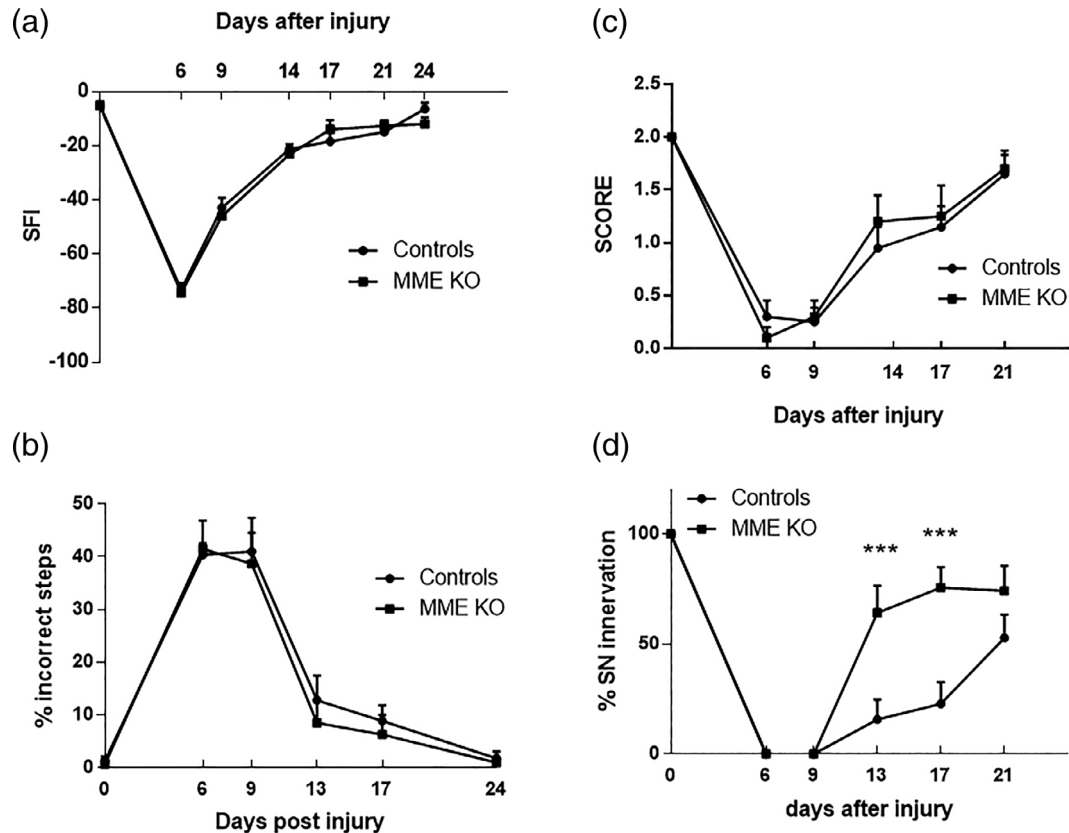 (a)
Days after injury
6 9 14 17 21 24
0
-20
-40
-60
-80
-100
SFI
Controls
MME KO
(c)
2.5
2.0
1.5
1.0
0.5
0.0
SCORE
Controls
MME KO
6 9 14 17 21
Days after injury
(b)
50
40
30
20
10
0
% incorrect steps
Controls
MME KO
0 6 9 13 17 24
Days post injury
(d)
Controls
MME KO
100
50
0
% SN innervation
*** ***
0 6 9 13 17 21
days after injury